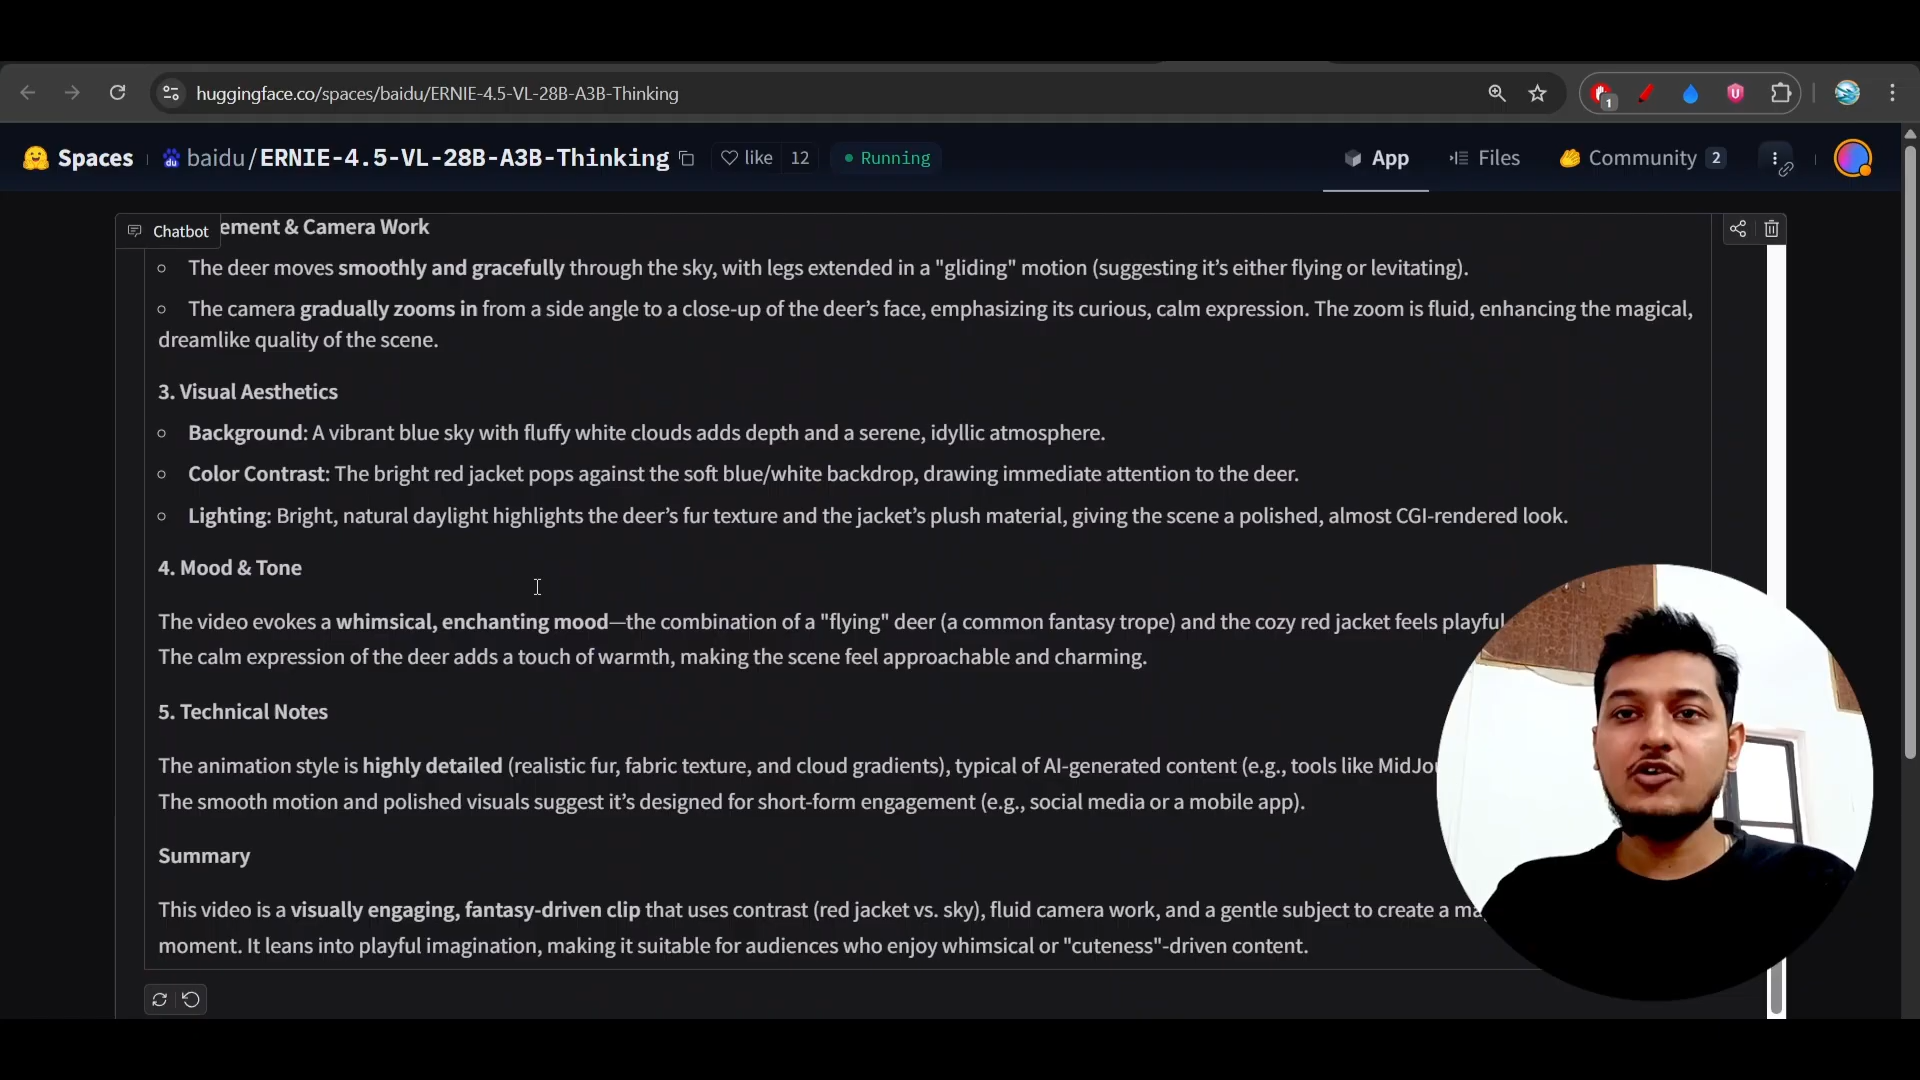 huggingface.co/spaces/baidu/ERNIE-4.5-VL-28B-A3B-Thinking
1
U
Spaces
du
baidu/ERNIE-4.5-VL-28B-A3B-Thinking
like 12
Running
App
Files
Community 2
Chatbot
ement & Camera Work
The deer moves smoothly and gracefully through the sky, with legs extended in a "gliding" motion (suggesting it's either flying or levitating).
The camera gradually zooms in from a side angle to a close-up of the deer's face, emphasizing its curious, calm expression. The zoom is fluid, enhancing the magical,
dreamlike quality of the scene.
3. Visual Aesthetics
Background: A vibrant blue sky with fluffy white clouds adds depth and a serene, idyllic atmosphere.
Color Contrast: The bright red jacket pops against the soft blue/white backdrop, drawing immediate attention to the deer.
Lighting: Bright, natural daylight highlights the deer's fur texture and the jacket's plush material, giving the scene a polished, almost CGI-rendered look.
4. Mood & Tone
The video evokes a whimsical, enchanting mood—the combination of a "flying" deer (a common fantasy trope) and the cozy red jacket feels playful
The calm expression of the deer adds a touch of warmth, making the scene feel approachable and charming.
5. Technical Notes
The animation style is highly detailed (realistic fur, fabric texture, and cloud gradients), typical of AI-generated content (e.g., tools like MidJou
The smooth motion and polished visuals suggest it's designed for short-form engagement (e.g., social media or a mobile app).
Summary
This video is a visually engaging, fantasy-driven clip that uses contrast (red jacket vs. sky), fluid camera work, and a gentle subject to create a ma
moment. It leans into playful imagination, making it suitable for audiences who enjoy whimsical or "cuteness"-driven content.